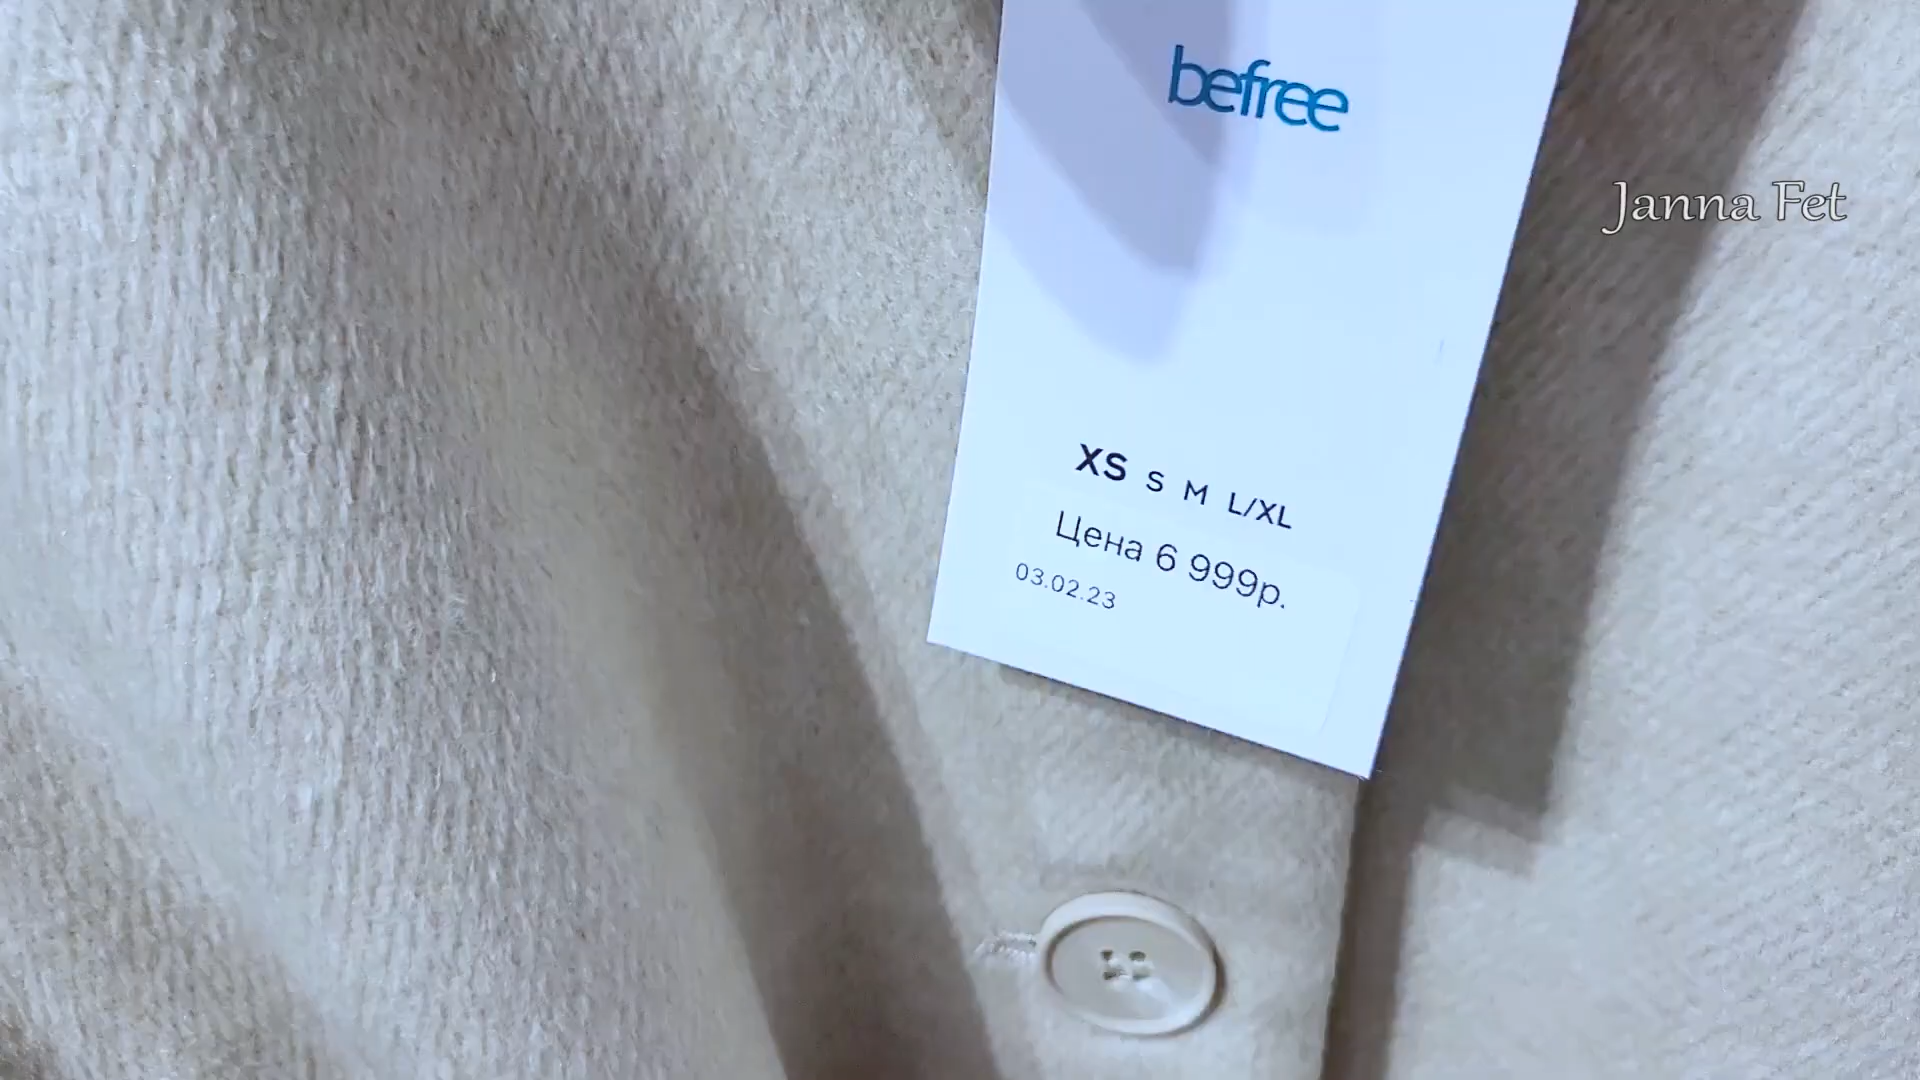 befree
Janna Fet
XS S M L/XL
Цена 6 999р.
03.02.23